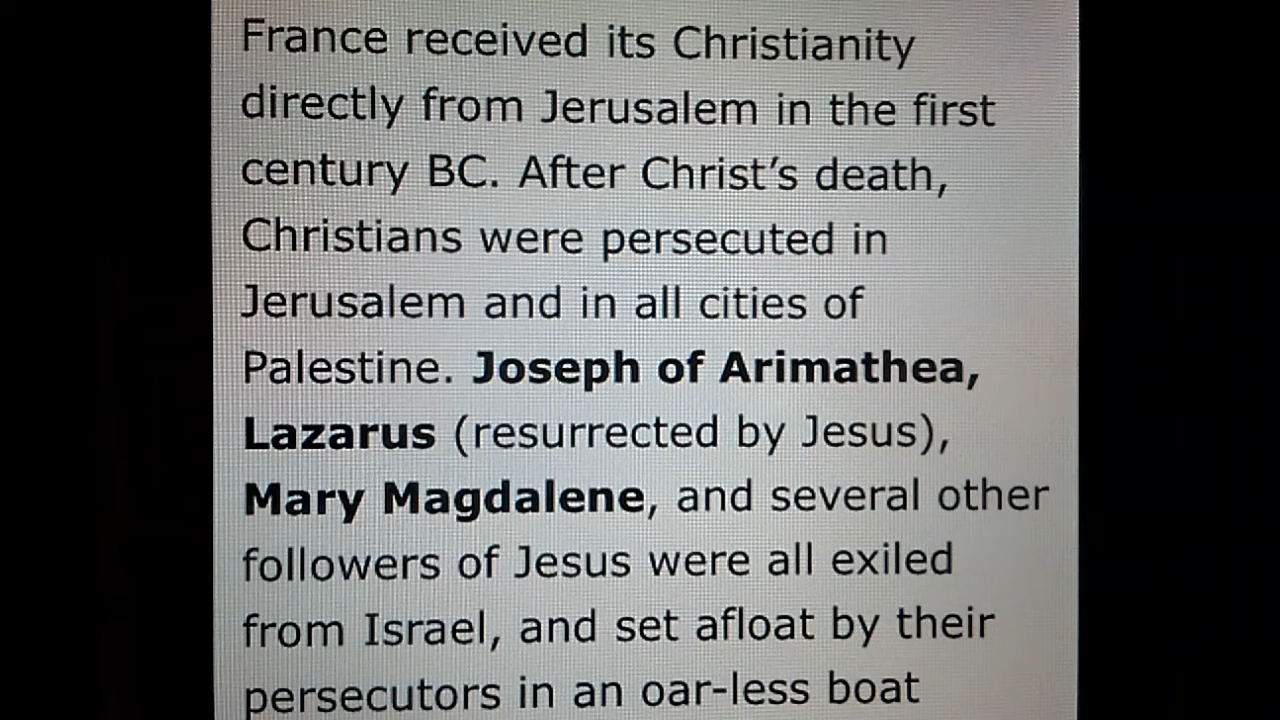 France received its Christianity
directly from Jerusalem in the first
century BC. After Christ’s death,
Christians were persecuted in
Jerusalem and in all cities of
Palestine. Joseph of Arimathea,
Lazarus (resurrected by Jesus),
Mary Magdalene, and several other
followers of Jesus were all exiled
from Israel, and set afloat by their
persecutors in an oar-less boat